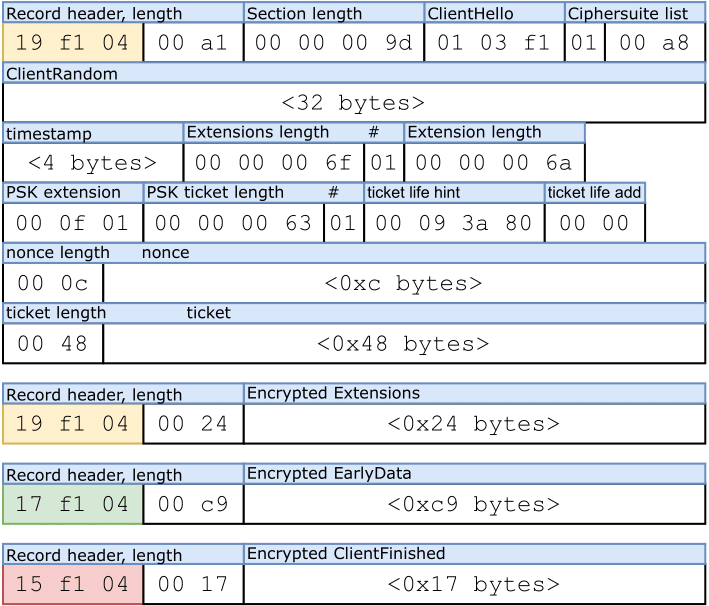 Record header, length Section length ClientHello Ciphersuite list
19 f1 04 00 a1 00 00 00 9d 01 03 f1 01 00 a8
ClientRandom
<32 bytes>
timestamp Extensions length # Extension length
<4 bytes> 00 00 00 6f 01 00 00 00 6a
PSK extension PSK ticket length # ticket life hint ticket life add
00 0f 01 00 00 00 63 01 00 09 3a 80 00 00
nonce length nonce
00 0c <0xc bytes>
ticket length ticket
00 48 <0x48 bytes>
Record header, length Encrypted Extensions
19 f1 04 00 24 <0x24 bytes>
Record header, length Encrypted EarlyData
17 f1 04 00 c9 <0xc9 bytes>
Record header, length Encrypted ClientFinished
15 f1 04 00 17 <0x17 bytes>